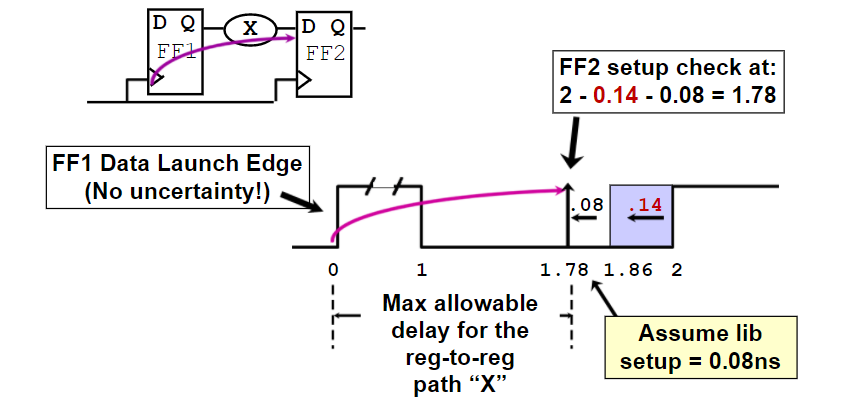 D Q
X
D Q
FF1
FF2
FF2 setup check at:
2 - 0.14 - 0.08 = 1.78
FF1 Data Launch Edge
(No uncertainty!)
.08
.14
0
1
1.78
1.86
2
Max allowable
delay for the
reg-to-reg
path “X”
Assume lib
setup = 0.08ns